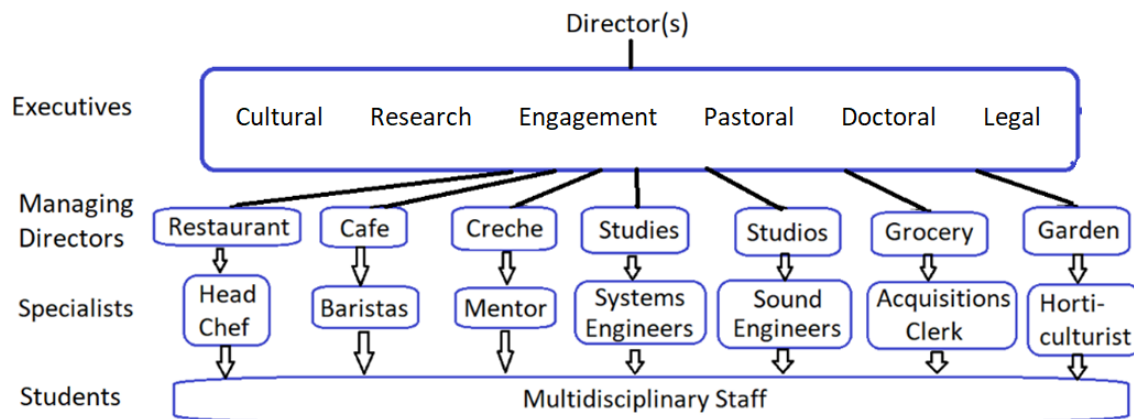 Director(s)
Executives
Cultural Research Engagement Pastoral Doctoral Legal
Managing
Directors
Restaurant Cafe Creche Studies Studios Grocery Garden
Specialists
Head
Chef
Baristas
Mentor
Systems
Engineers
Sound
Engineers
Acquisitions
Clerk
Horti-
culturist
Students
Multidisciplinary Staff